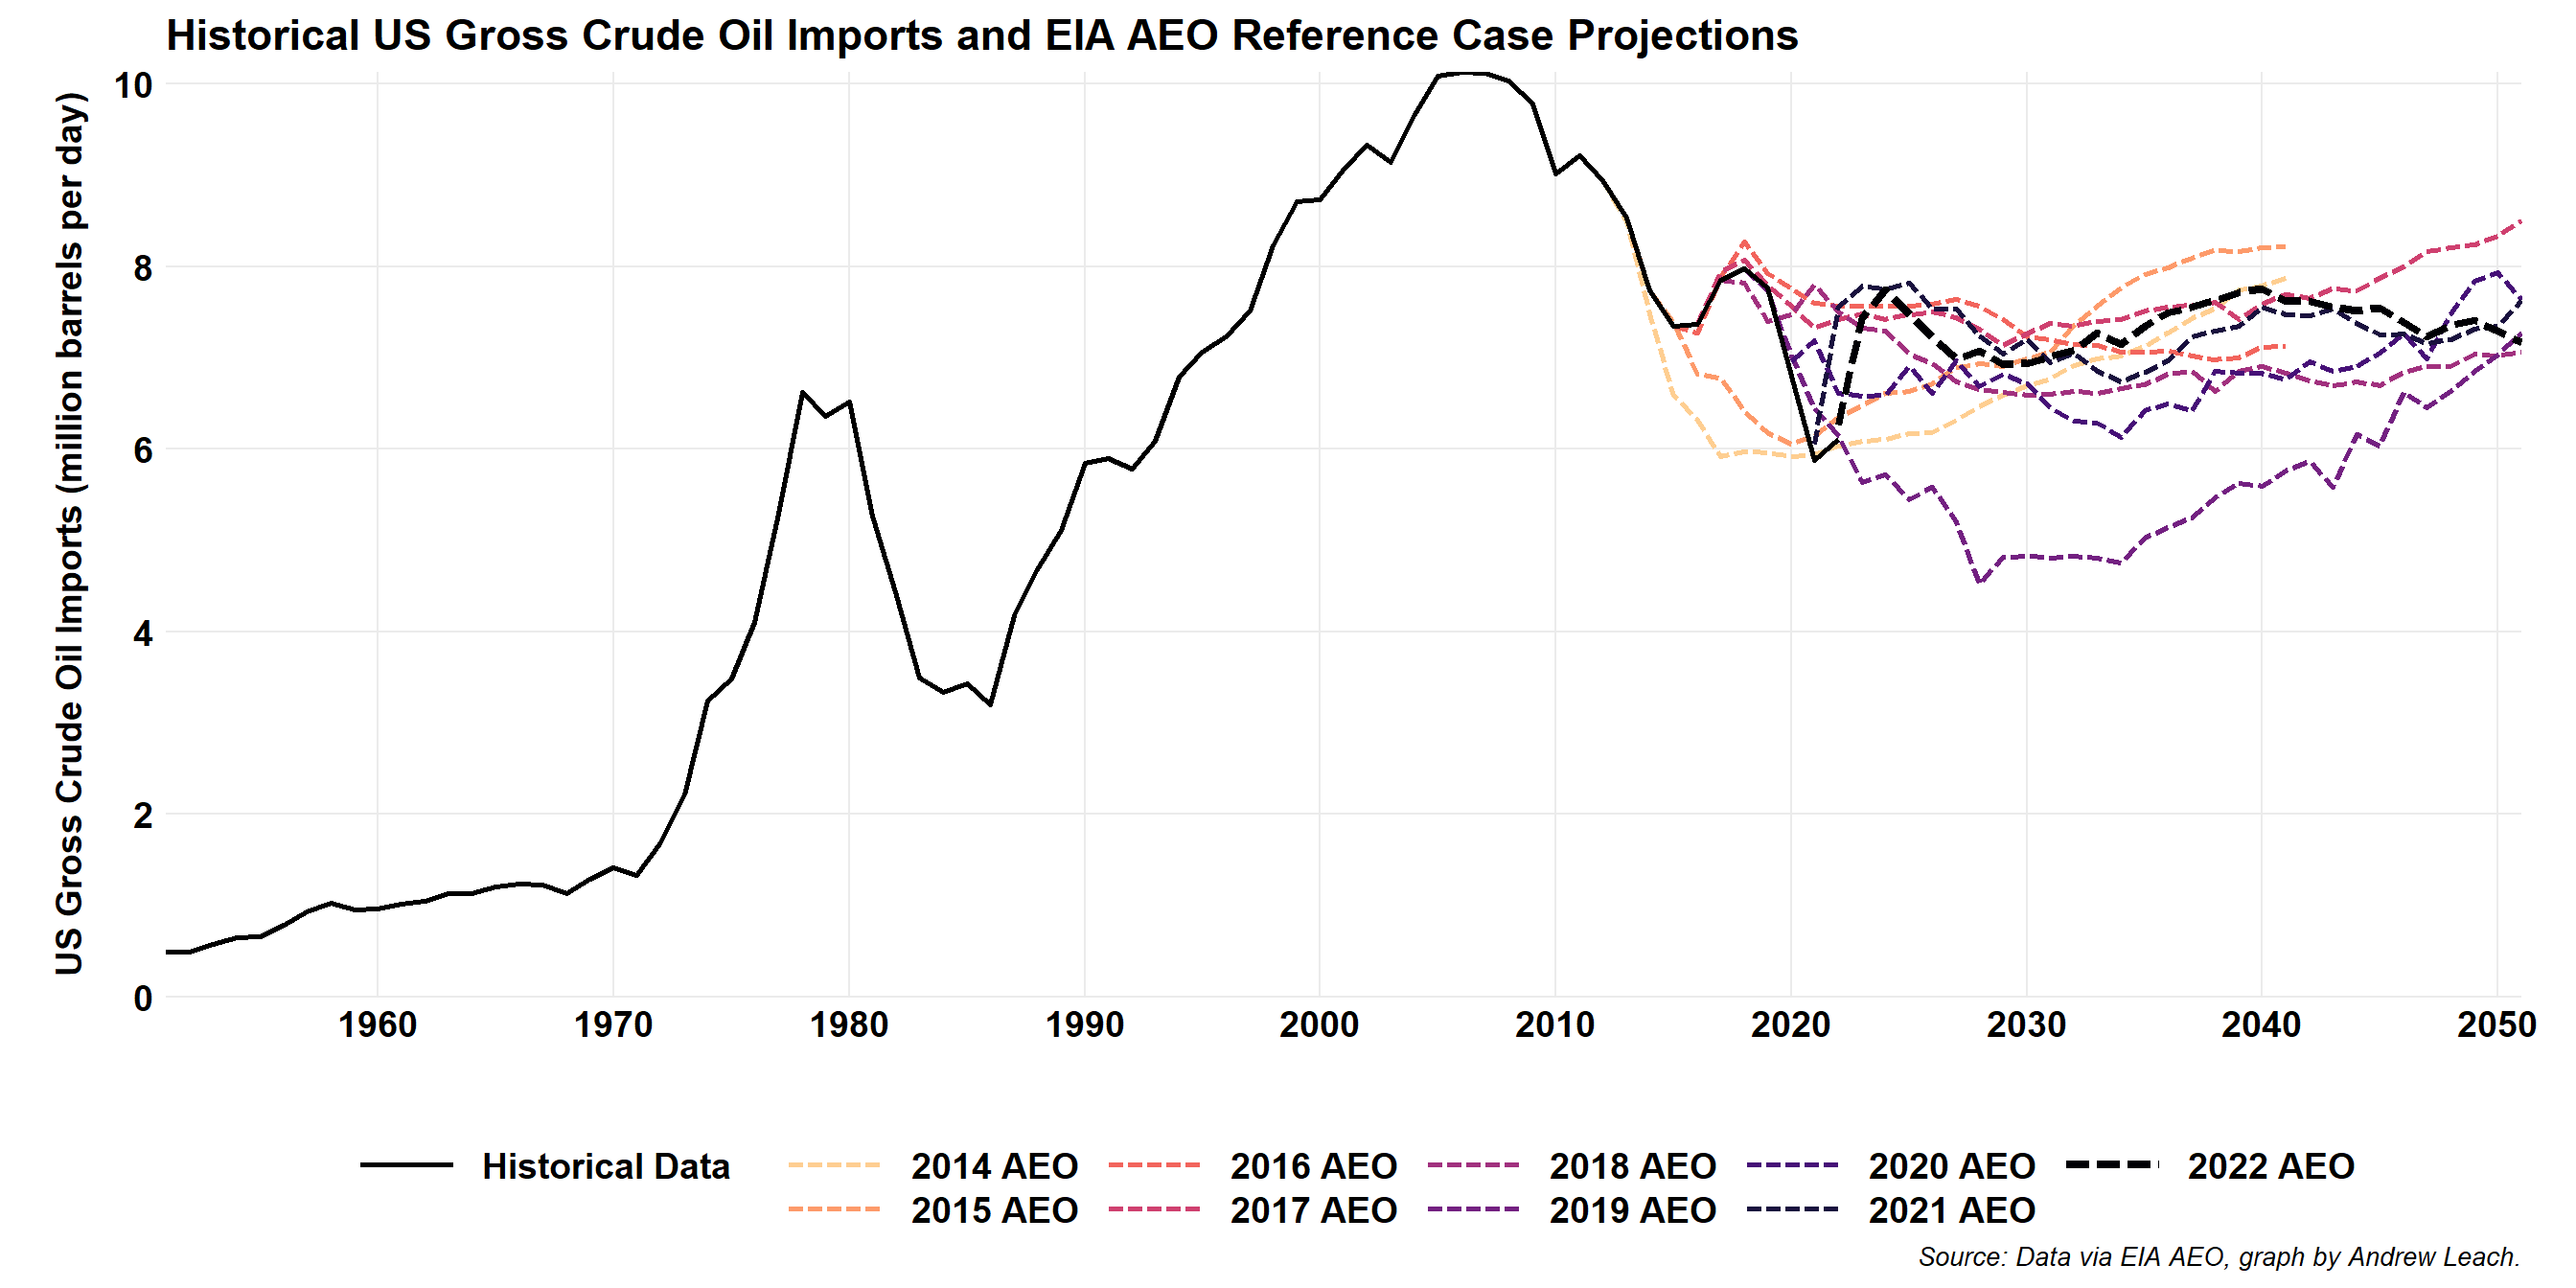 Historical US Gross Crude Oil Imports and EIA AEO Reference Case Projections
US Gross Crude Oil Imports (million barrels per day)
10
8
6
4
2
0
1960 1970 1980 1990 2000 2010 2020 2030 2040 2050
Historical Data 2014 AEO 2016 AEO 2018 AEO 2020 AEO 2022 AEO
2015 AEO 2017 AEO 2019 AEO 2021 AEO
Source: Data via EIA AEO, graph by Andrew Leach.